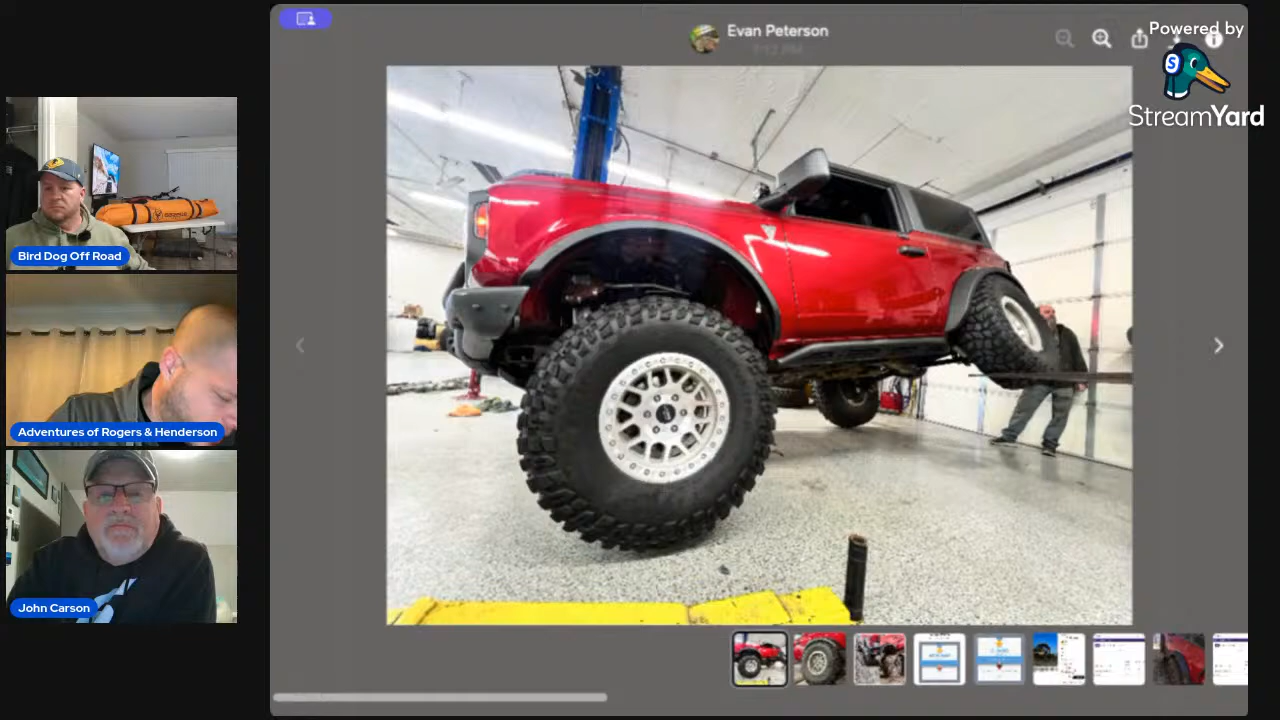 Evan Peterson
Powered by
StreamYard
Bird Dog Off Road
Adventures of Rogers & Henderson
John Carson